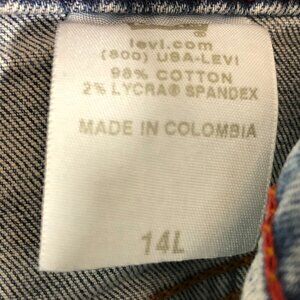 levi.com
(800) USA-LEVI
98% COTTON
2% LYCRA® SPANDEX
MADE IN COLOMBIA
14L